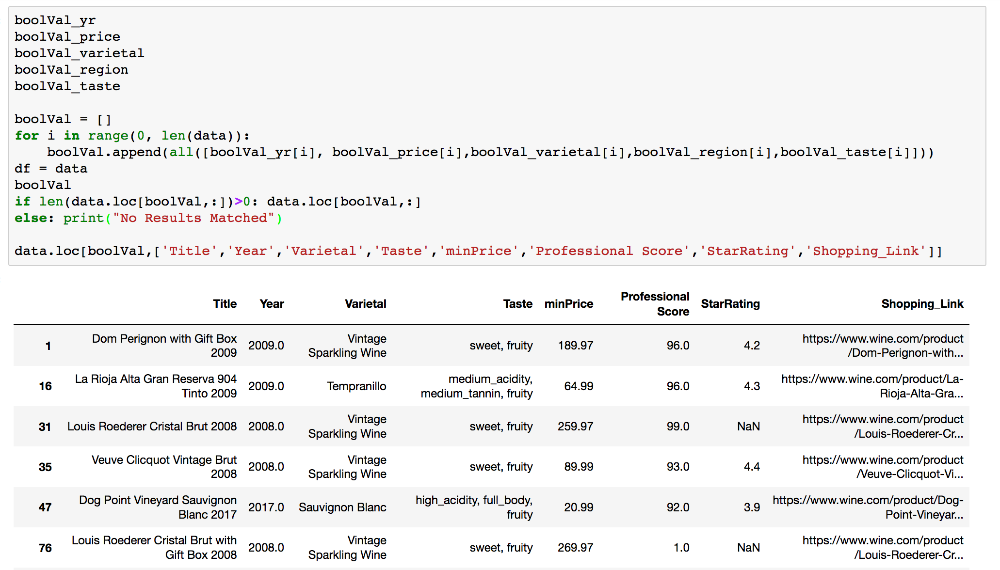 boolVal_yr
boolVal_price
boolVal_varietal
boolVal_region
boolVal_taste

boolVal = []
for i in range(0, len(data)):
    boolVal.append(all([boolVal_yr[i], boolVal_price[i],boolVal_varietal[i],boolVal_region[i],boolVal_taste[i]]))
df = data
boolVal
if len(data.loc[boolVal,:])>0: data.loc[boolVal,:]
else: print("No Results Matched")

data.loc[boolVal,['Title','Year','Varietal','Taste','minPrice','Professional Score','StarRating','Shopping_Link']]

Title Year Varietal Taste minPrice Professional Score StarRating Shopping_Link
1 Dom Perignon with Gift Box 2009 2009.0 Vintage Sparkling Wine sweet, fruity 189.97 96.0 4.2 https://www.wine.com/product/Dom-Perignon-with...
16 La Rioja Alta Gran Reserva 904 Tinto 2009 2009.0 Tempranillo medium_acidity, medium_tannin, fruity 64.99 96.0 4.3 https://www.wine.com/product/La-Rioja-Alta-Gra...
31 Louis Roederer Cristal Brut 2008 2008.0 Vintage Sparkling Wine sweet, fruity 259.97 99.0 NaN https://www.wine.com/product/Louis-Roederer-Cr...
35 Veuve Clicquot Vintage Brut 2008 2008.0 Vintage Sparkling Wine sweet, fruity 89.99 93.0 4.4 https://www.wine.com/product/Veuve-Clicquot-Vi...
47 Dog Point Vineyard Sauvignon Blanc 2017 2017.0 Sauvignon Blanc high_acidity, full_body, fruity 20.99 92.0 3.9 https://www.wine.com/product/Dog-Point-Vineyar...
76 Louis Roederer Cristal Brut with Gift Box 2008 2008.0 Vintage Sparkling Wine sweet, fruity 269.97 1.0 NaN https://www.wine.com/product/Louis-Roederer-Cr...